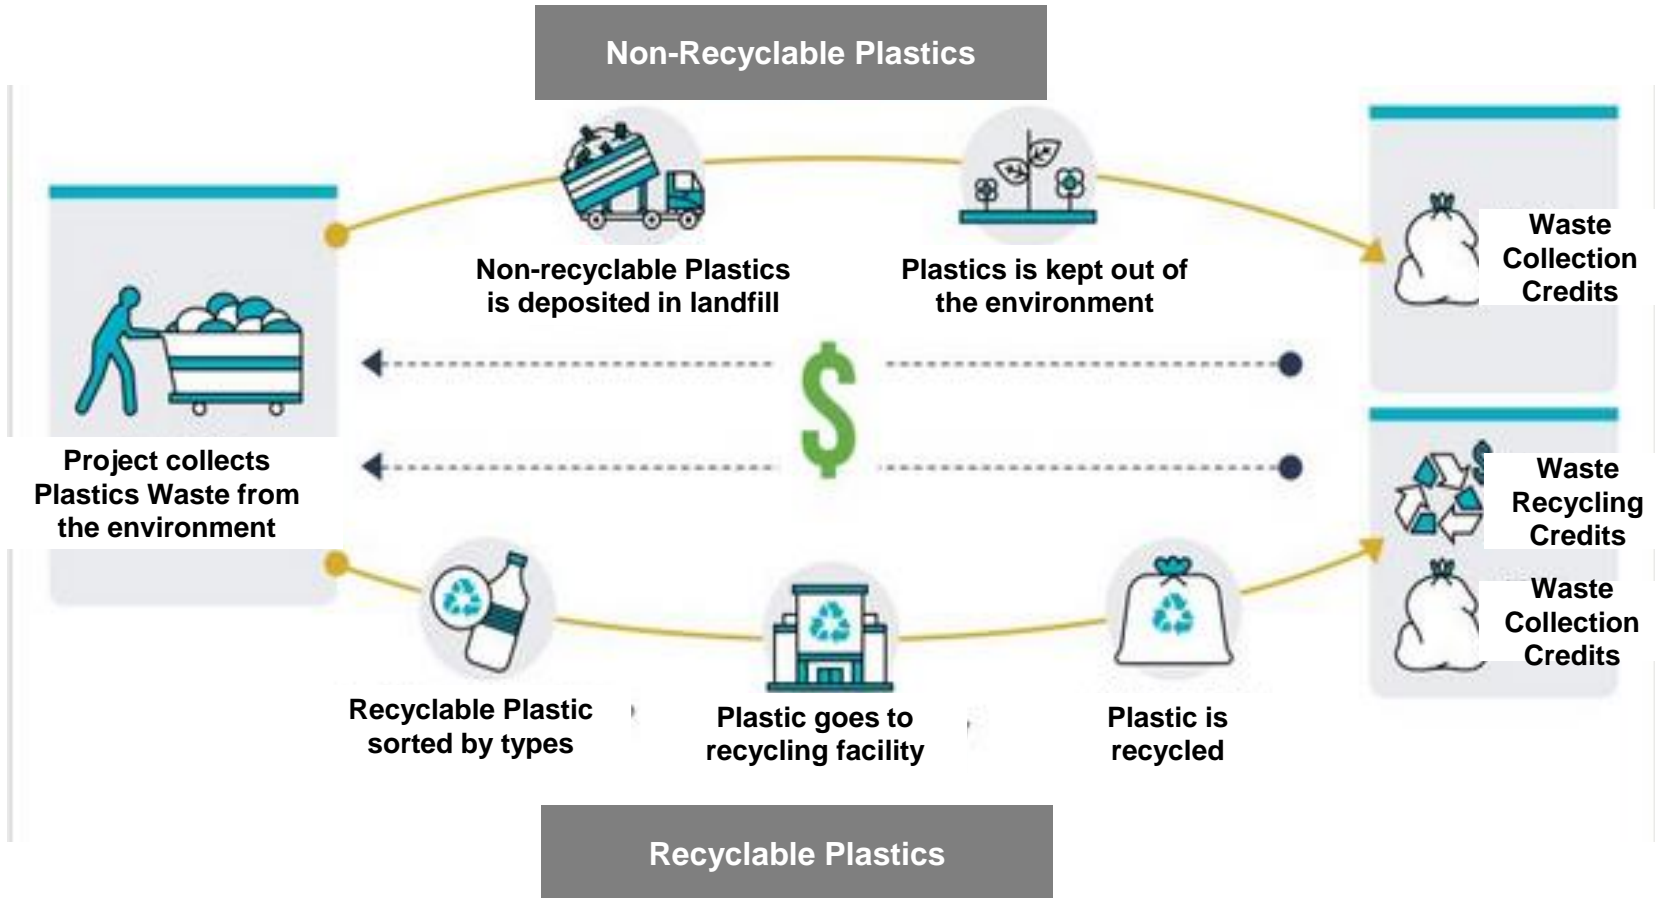 Non-Recyclable Plastics
Non-recyclable Plastics
is deposited in landfill
Plastics is kept out of
the environment
Waste
Collection
Credits
$
Project collects
Plastics Waste from
the environment
Waste
Recycling
Credits
Waste
Collection
Credits
Recyclable Plastic
sorted by types
Plastic goes to
recycling facility
Plastic is
recycled
Recyclable Plastics